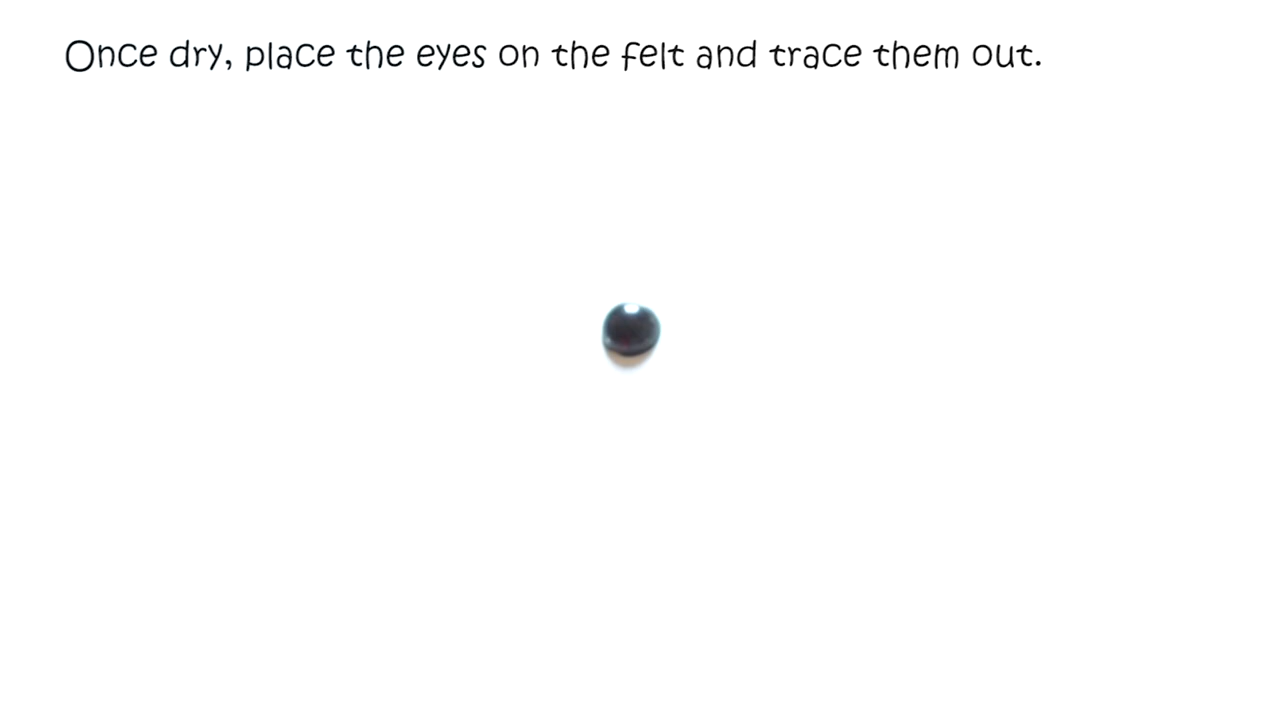 Once dry, place the eyes on the felt and trace them out.